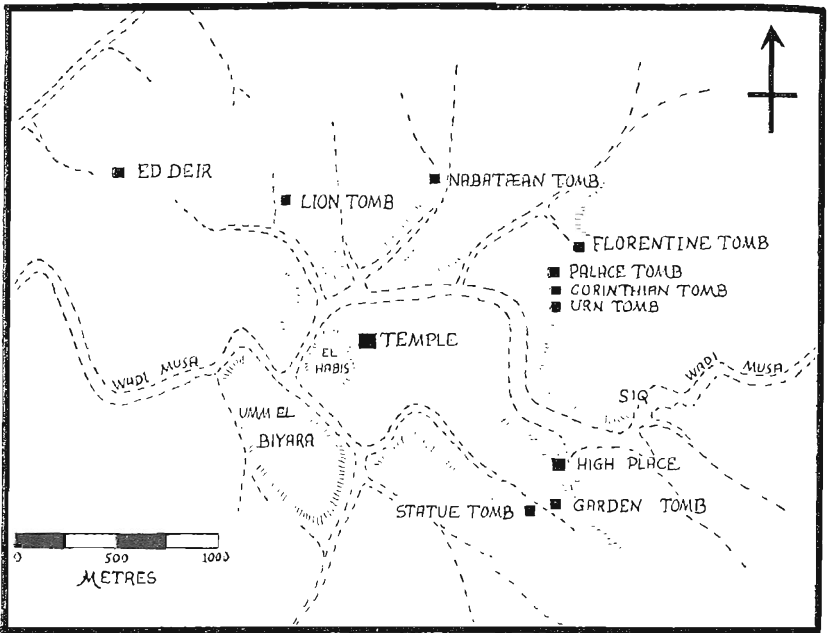 ED DEIR
LION TOMB
NABATÆAN TOMB
FLORENTINE TOMB
PALACE TOMB
CORINTHIAN TOMB
URN TOMB
TEMPLE
EL
HABIS
WADI MUSA
WADI MUSA
SIQ
UMM EL
BIYARA
HIGH PLACE
STATUE TOMB
GARDEN TOMB
0 500 1000
METRES